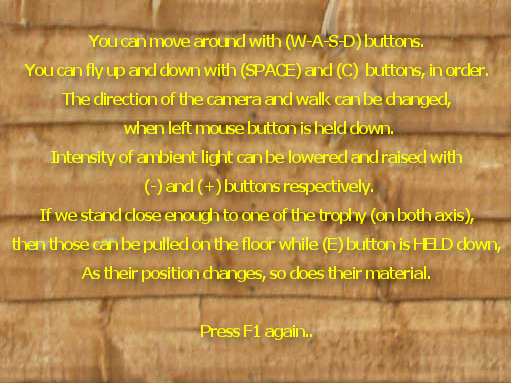 You can move around with (W-A-S-D) buttons.
You can fly up and down with (SPACE) and (C) buttons, in order.
The direction of the camera and walk can be changed,
when left mouse button is held down.
Intensity of ambient light can be lowered and raised with
(-) and (+) buttons respectively.
If we stand close enough to one of the trophy (on both axis),
then those can be pulled on the floor while (E) button is HELD down,
As their position changes, so does their material.
Press F1 again..